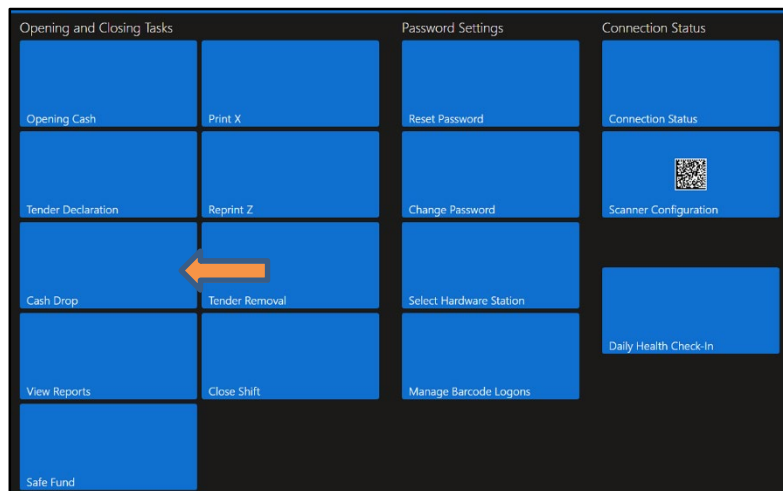 Opening and Closing Tasks
Password Settings
Connection Status
Opening Cash
Print X
Reset Password
Connection Status
Tender Declaration
Reprint Z
Change Password
Scanner Configuration
Cash Drop
Tender Removal
Select Hardware Station
Daily Health Check-In
View Reports
Close Shift
Manage Barcode Logons
Safe Fund